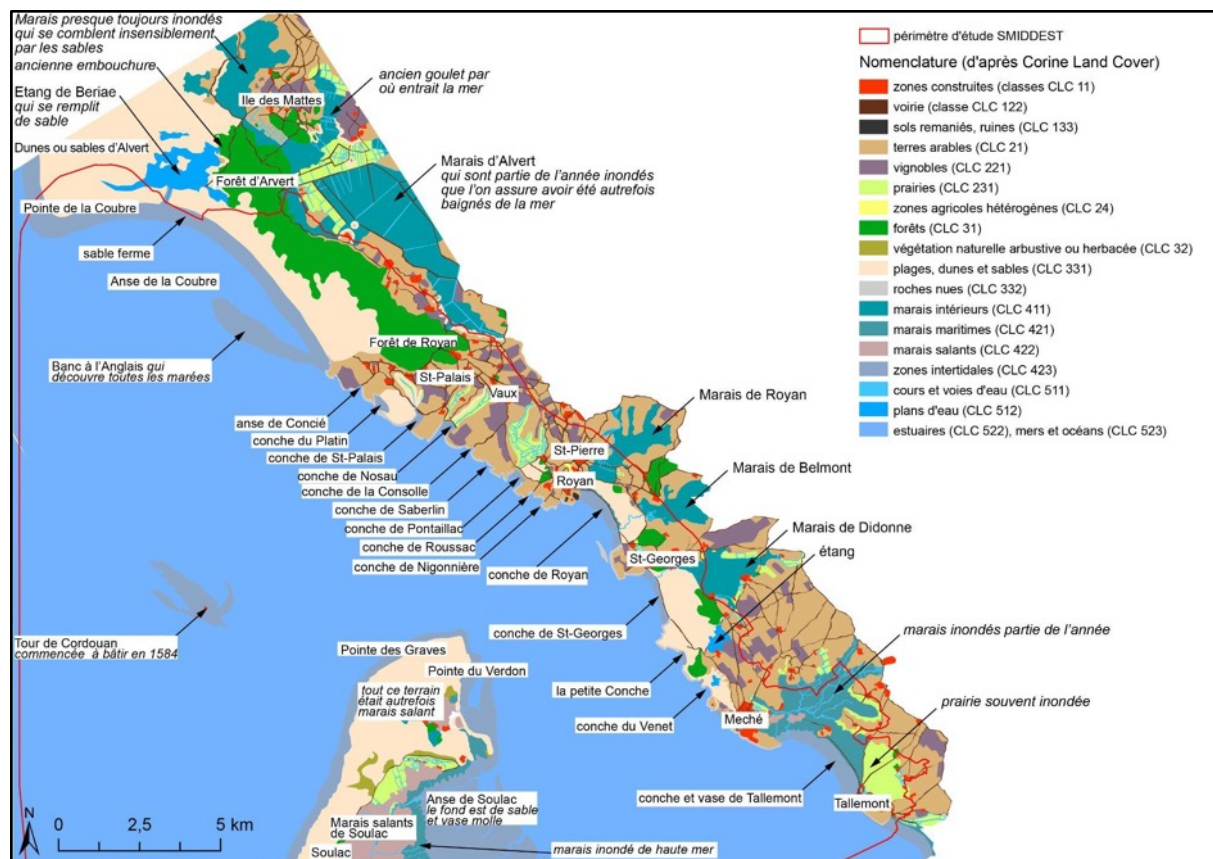 Marais presque toujours inondés
qui se comblent insensiblement
par les sables
ancienne embouchure
Etang de Beriae
qui se remplit
de sable
Dunes ou sables d'Alvert
Ile des Mattes
ancien goulet par
où entrait la mer
Forêt d'Arvert
Marais d'Alvert
qui sont partie de l'année inondés
que l'on assure avoir été autrefois
baignés de la mer
Pointe de la Coubre
sable ferme
Anse de la Coubre
Banc à l'Anglais qui
découvre toutes les marées
Forêt de Royan
St-Palais
Vaux
anse de Concié
conche du Platin
conche de St-Palais
conche de Nosau
conche de la Consolle
conche de Saberlin
conche de Pontaillac
conche de Roussac
conche de Nigonnière
conche de Royan
St-Pierre
Royan
Marais de Royan
Marais de Belmont
Marais de Didonne
étang
St-Georges
conche de St-Georges
la petite Conche
conche du Venet
Meché
marais inondés partie de l'année
prairie souvent inondée
conche et vase de Tallemont
Tallemont
Tour de Cordouan
commencée à bâtir en 1584
Pointe des Graves
Pointe du Verdon
tout ce terrain
était autrefois
marais salant
Anse de Soulac
le fond est de sable
et vase molle
Marais salants
de Soulac
Soulac
marais inondé de haute mer
N
0 2,5 5 km
périmètre d'étude SMIDDEST
Nomenclature (d'après Corine Land Cover)
zones construites (classes CLC 11)
voirie (classe CLC 122)
sols remaniés, ruines (CLC 133)
terres arables (CLC 21)
vignobles (CLC 221)
prairies (CLC 231)
zones agricoles hétérogènes (CLC 24)
forêts (CLC 31)
végétation naturelle arbustive ou herbacée (CLC 32)
plages, dunes et sables (CLC 331)
roches nues (CLC 332)
marais intérieurs (CLC 411)
marais maritimes (CLC 421)
marais salants (CLC 422)
zones intertidales (CLC 423)
cours et voies d'eau (CLC 511)
plans d'eau (CLC 512)
estuaires (CLC 522), mers et océans (CLC 523)